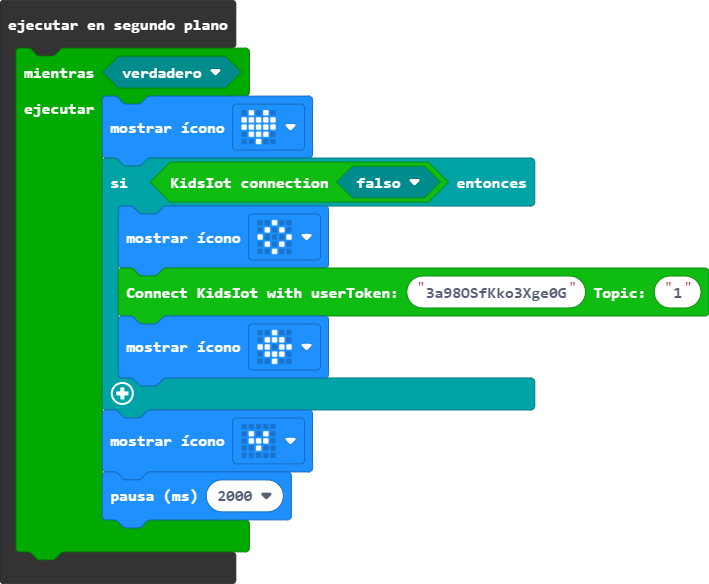 ejecutar en segundo plano
mientras verdadero
ejecutar
mostrar ícono
si KidsIot connection falso entonces
mostrar ícono
Connect KidsIot with userToken: "3a98OSfKko3Xge0G" Topic: "1"
mostrar ícono
mostrar ícono
pausa (ms) 2000